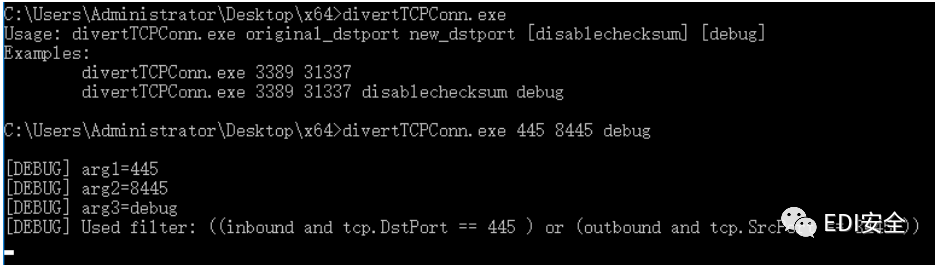 C:\Users\Administrator\Desktop\x64>divertTCPConn.exe
Usage: divertTCPConn.exe original_dstport new_dstport [disablechecksum] [debug]
Examples:
divertTCPConn.exe 3389 31337
divertTCPConn.exe 3389 31337 disablechecksum debug
C:\Users\Administrator\Desktop\x64>divertTCPConn.exe 445 8445 debug
[DEBUG] arg1=445
[DEBUG] arg2=8445
[DEBUG] arg3=debug
[DEBUG] Used filter: ((inbound and tcp.DstPort == 445 ) or (outbound and tcp.
EDI安全